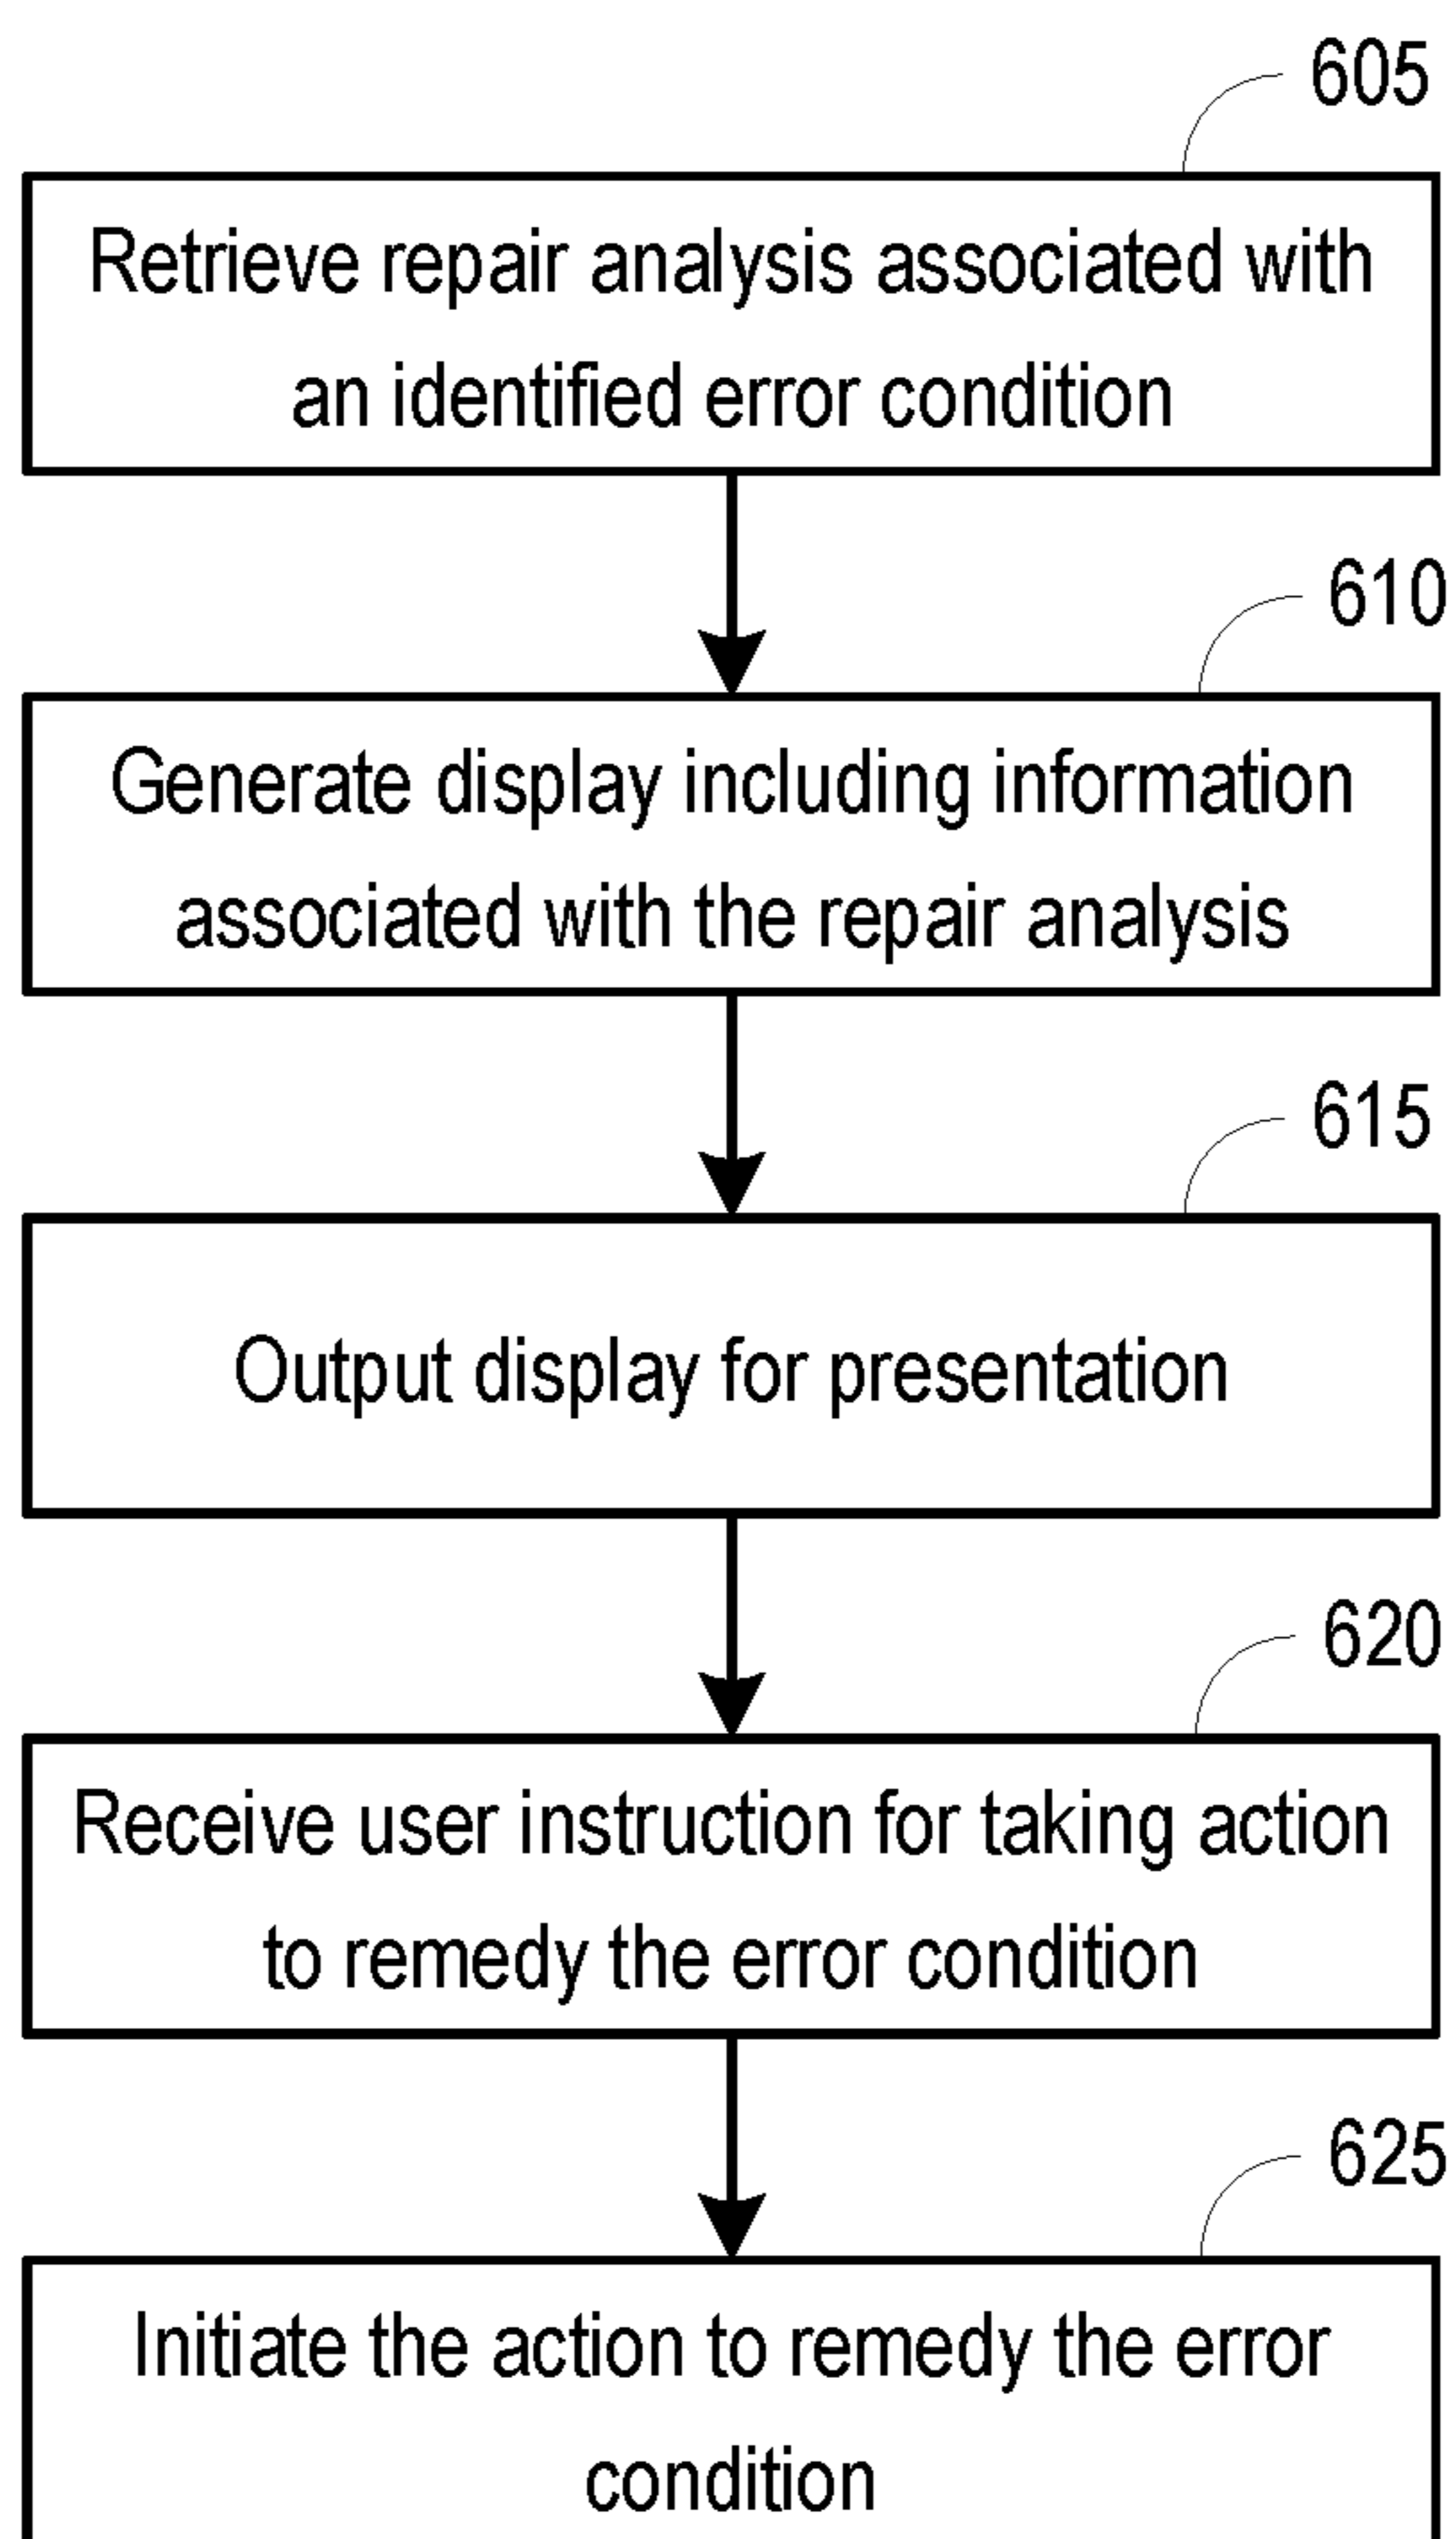 605
Retrieve repair analysis associated with
an identified error condition
610
Generate display including information
associated with the repair analysis
615
Output display for presentation
620
Receive user instruction for taking action
to remedy the error condition
625
Initiate the action to remedy the error
condition